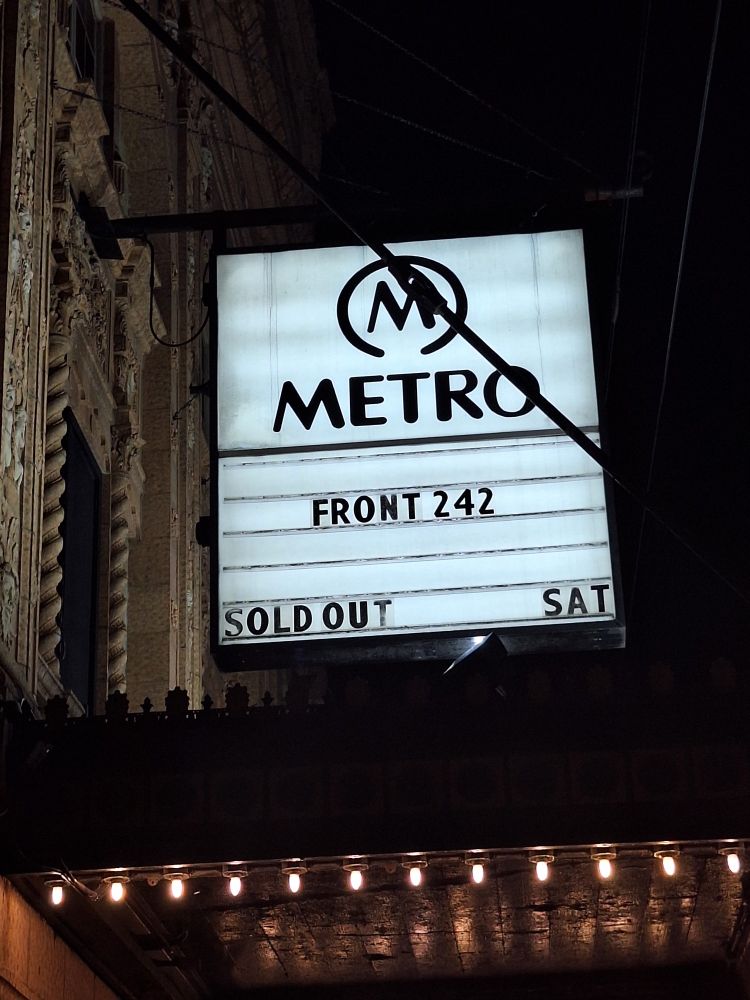 M
METRO
FRONT 242
SOLD OUT SAT